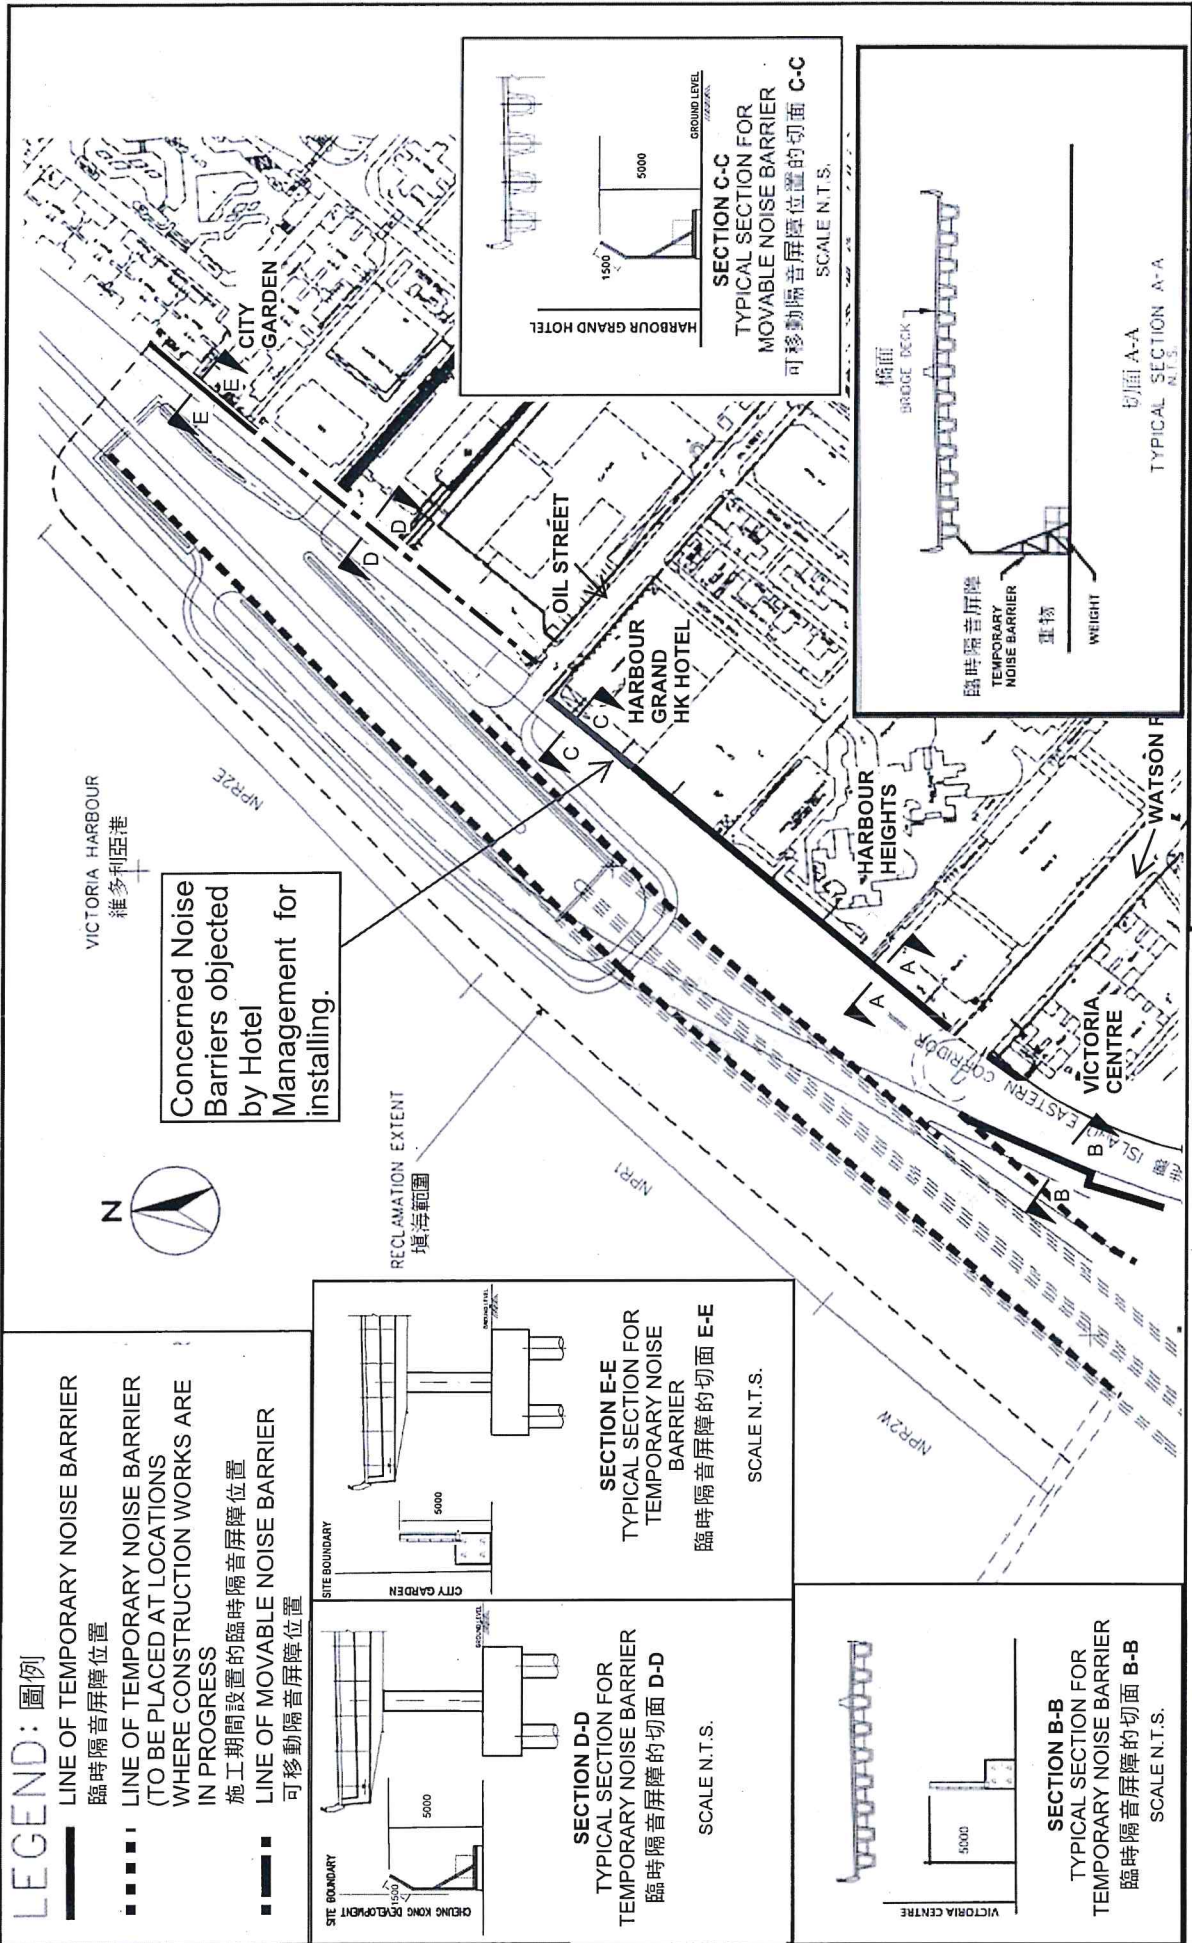 LEGEND: 圖例
LINE OF TEMPORARY NOISE BARRIER
臨時隔音屏障位置
LINE OF TEMPORARY NOISE BARRIER
(TO BE PLACED AT LOCATIONS
WHERE CONSTRUCTION WORKS ARE
IN PROGRESS
施工期間設置的臨時隔音屏障位置
LINE OF MOVABLE NOISE BARRIER
可移動隔音屏障位置
N
VICTORIA HARBOUR
維多利亞港
Concerned Noise
Barriers objected
by Hotel
Management for
installing.
RECLAMATION EXTENT
填海範圍
NPR2E
NPR1
NPR2W
CITY
GARDEN
E
E
D
D
OIL STREET
C
C
HARBOUR
GRAND
HK HOTEL
HARBOUR
HEIGHTS
A
A
WATSON
VICTORIA
CENTRE
EASTERN CORRIDOR
B
B
SITE BOUNDARY
CHEUNG KONG DEVELOPMENT
1500
5000
GROUND LEVEL
SECTION D-D
TYPICAL SECTION FOR
TEMPORARY NOISE BARRIER
臨時隔音屏障的切面 D-D
SCALE N.T.S.
SITE BOUNDARY
CITY GARDEN
5000
GROUND LEVEL
SECTION E-E
TYPICAL SECTION FOR
TEMPORARY NOISE
BARRIER
臨時隔音屏障的切面 E-E
SCALE N.T.S.
VICTORIA CENTRE
5000
SECTION B-B
TYPICAL SECTION FOR
TEMPORARY NOISE BARRIER
臨時隔音屏障的切面 B-B
SCALE N.T.S.
HARBOUR GRAND HOTEL
1500
5000
GROUND LEVEL
SECTION C-C
TYPICAL SECTION FOR
MOVABLE NOISE BARRIER
可移動隔音屏障位置的切面 C-C
SCALE N.T.S.
橋面
BRIDGE DECK
臨時隔音屏障
TEMPORARY
NOISE BARRIER
重物
WEIGHT
切面 A-A
TYPICAL SECTION A-A
N.T.S.